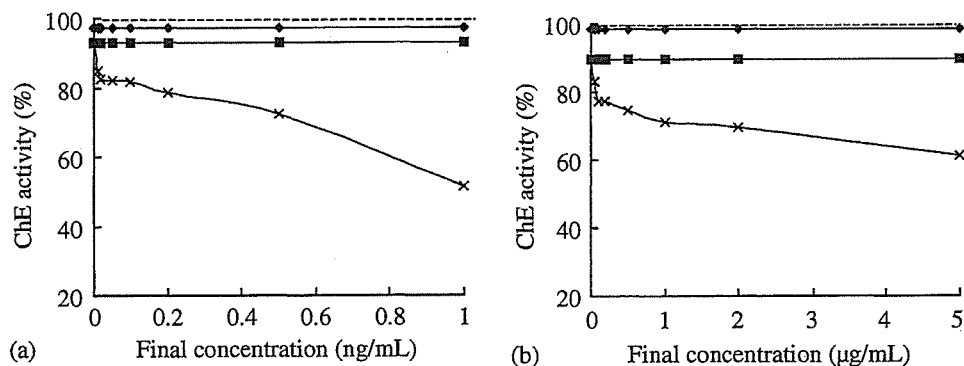 100
80
60
40
20
ChE activity (%)
0 0.2 0.4 0.6 0.8 1
(a) Final concentration (ng/mL)
100
80
60
40
20
ChE activity (%)
0 1 2 3 4 5
(b) Final concentration (µg/mL)